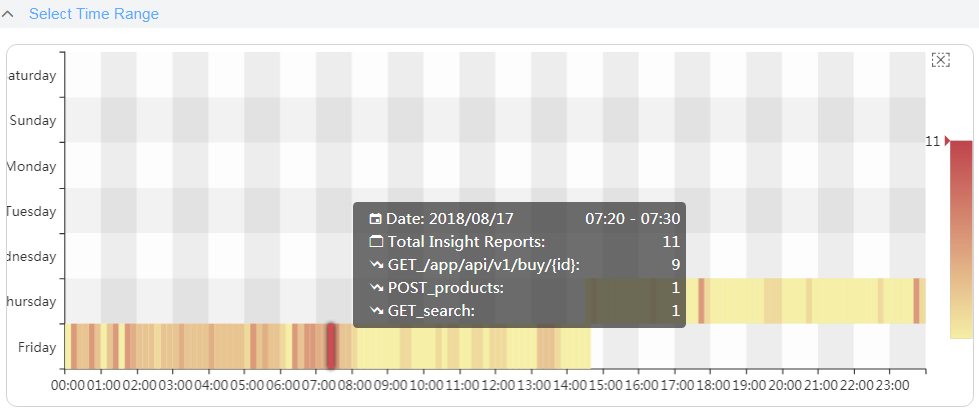 Select Time Range
aturday
Sunday
Monday
Tuesday
dnesday
hursday
Friday
Date: 2018/08/17 07:20 - 07:30
Total Insight Reports: 11
GET_/app/api/v1/buy/{id}: 9
POST_products: 1
GET_search: 1
11
00:00 01:00 02:00 03:00 04:00 05:00 06:00 07:00 08:00 09:00 10:00 11:00 12:00 13:00 14:00 15:00 16:00 17:00 18:00 19:00 20:00 21:00 22:00 23:00